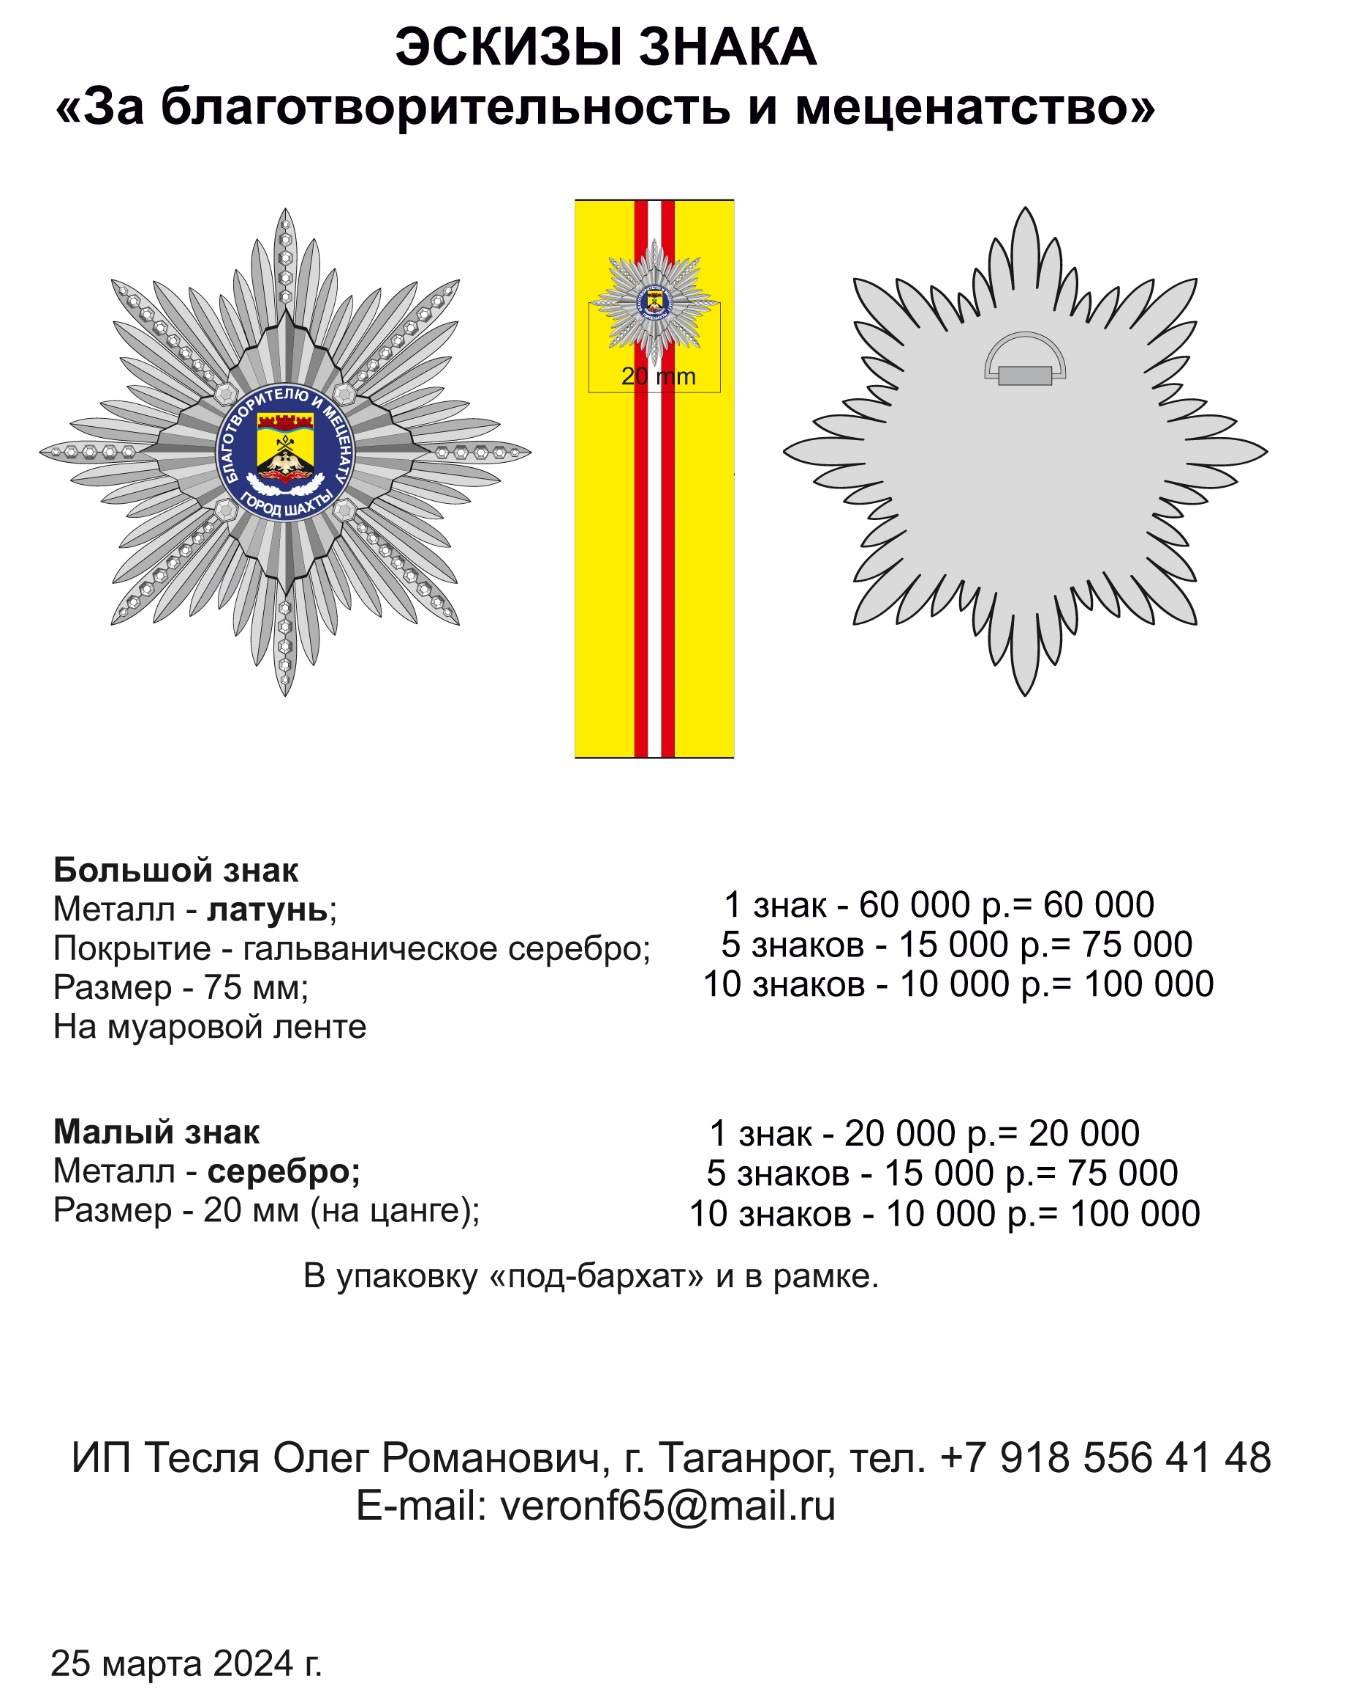 ЭСКИЗЫ ЗНАКА
«За благотворительность и меценатство»
БЛАГОТВОРИТЕЛЮ И МЕЦЕНАТУ
ГОРОД ШАХТЫ
20 mm
Большой знак
Металл - латунь;
Покрытие - гальваническое серебро;
Размер - 75 мм;
На муаровой ленте
1 знак - 60 000 р.= 60 000
5 знаков - 15 000 р.= 75 000
10 знаков - 10 000 р.= 100 000
Малый знак
Металл - серебро;
Размер - 20 мм (на цанге);
1 знак - 20 000 р.= 20 000
5 знаков - 15 000 р.= 75 000
10 знаков - 10 000 р.= 100 000
В упаковку «под-бархат» и в рамке.
ИП Тесля Олег Романович, г. Таганрог, тел. +7 918 556 41 48
E-mail: veronf65@mail.ru
25 марта 2024 г.